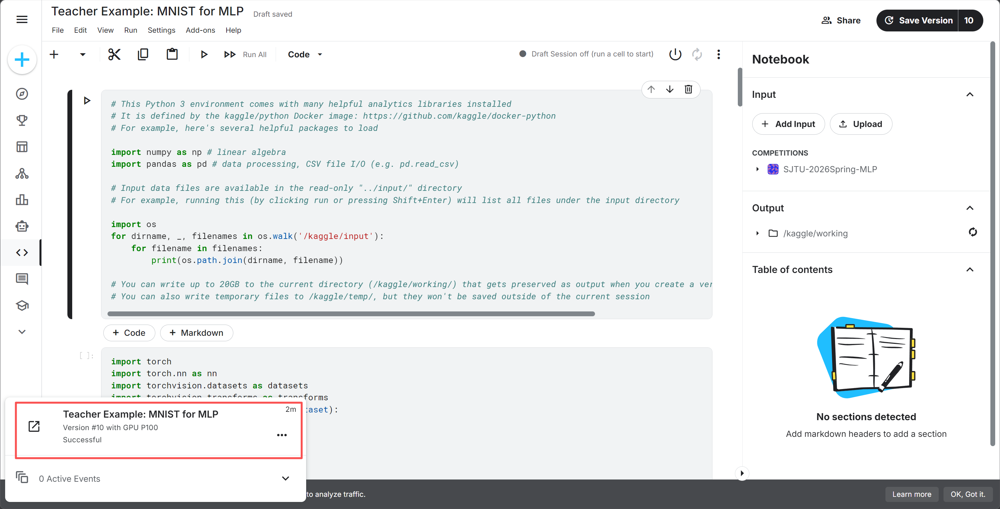 Teacher Example: MNIST for MLP
Draft saved
File Edit View Run Settings Add-ons Help
Share
Save Version 10
Run All
Code
Draft Session off (run a cell to start)
# This Python 3 environment comes with many helpful analytics libraries installed
# It is defined by the kaggle/python Docker image: https://github.com/kaggle/docker-python
# For example, here's several helpful packages to load
import numpy as np # linear algebra
import pandas as pd # data processing, CSV file I/O (e.g. pd.read_csv)
# Input data files are available in the read-only "../input/" directory
# For example, running this (by clicking run or pressing Shift+Enter) will list all files under the input directory
import os
for dirname, _, filenames in os.walk('/kaggle/input'):
    for filename in filenames:
        print(os.path.join(dirname, filename))
# You can write up to 20GB to the current directory (/kaggle/working/) that gets preserved as output when you create a ver
# You can also write temporary files to /kaggle/temp/, but they won't be saved outside of the current session
+ Code
+ Markdown
[ ]:
import torch
import torch.nn as nn
import torchvision.datasets as datasets
import torchvision.transforms as transforms
taset):
Teacher Example: MNIST for MLP
2m
Version #10 with GPU P100
Successful
0 Active Events
to analyze traffic.
Learn more
OK, Got it.
Notebook
Input
+ Add Input
Upload
COMPETITIONS
SJTU-2026Spring-MLP
Output
/kaggle/working
Table of contents
No sections detected
Add markdown headers to add a section